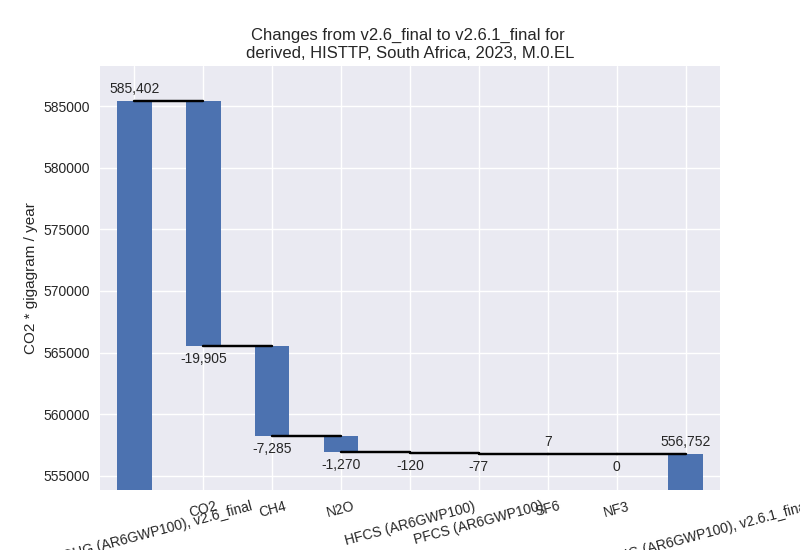 Changes from v2.6_final to v2.6.1_final for
derived, HISTTP, South Africa, 2023, M.0.EL
CO2 * gigagram / year
585000
580000
575000
570000
565000
560000
555000
585,402
-19,905
-7,285
-1,270
-120
-77
7
0
556,752
(AR6GWP100), v2.6_final
CO2
CH4
N2O
HFCS (AR6GWP100)
PFCS (AR6GWP100)
SF6
NF3
(AR6GWP100), v2.6.1_fina